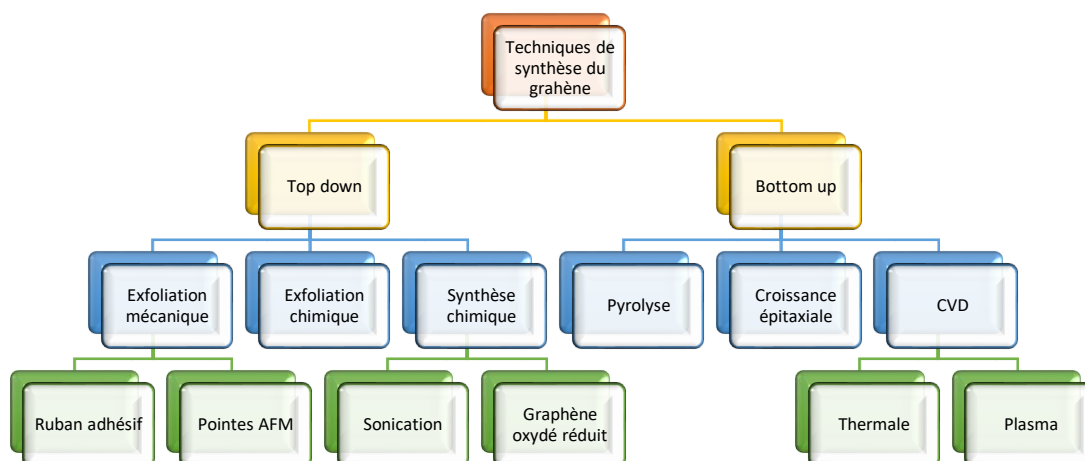 Techniques de
synthèse du
grahène
Top down
Bottom up
Exfoliation
mécanique
Exfoliation
chimique
Synthèse
chimique
Pyrolyse
Croissance
épitaxiale
CVD
Ruban adhésif
Pointes AFM
Sonication
Graphène
oxydé réduit
Thermale
Plasma